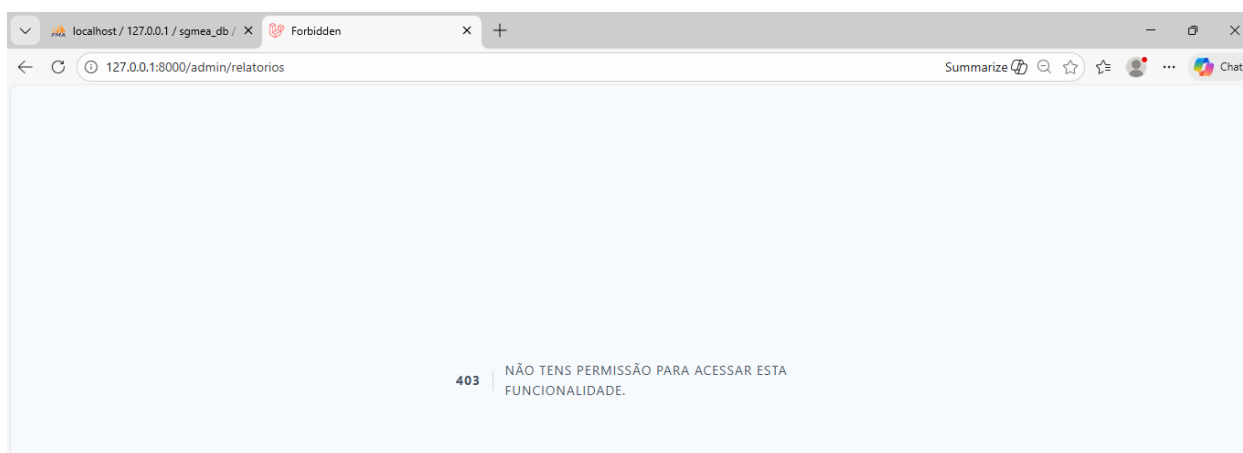 localhost / 127.0.0.1 / sgmea_db /
Forbidden
127.0.0.1:8000/admin/relatorios
Summarize
Chat
403
NÃO TENS PERMISSÃO PARA ACESSAR ESTA
FUNCIONALIDADE.